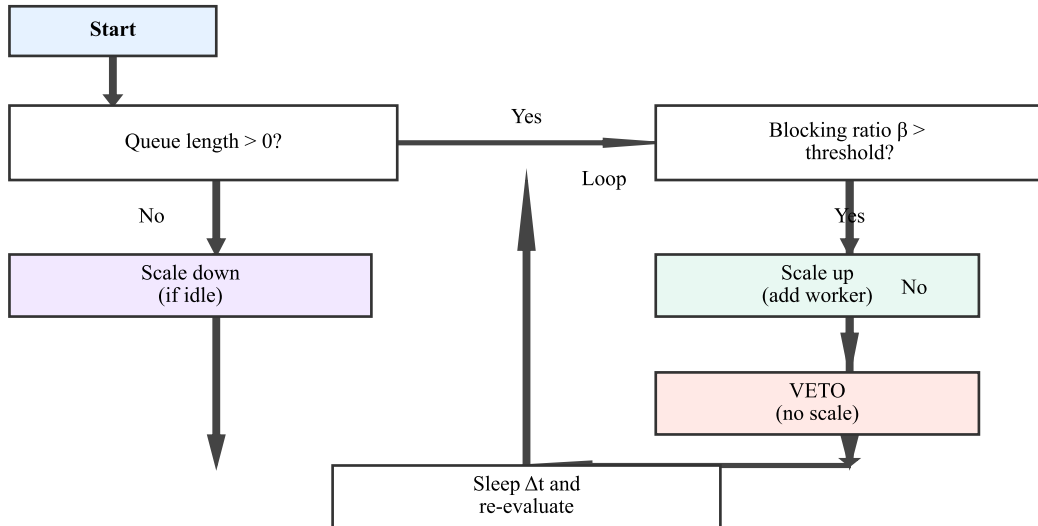 Start
Yes
Queue length > 0?
Blocking ratio β >
threshold?
Loop
No
Yes
Scale down
(if idle)
Scale up
(add worker)
No
VETO
(no scale)
Sleep Δt and
re-evaluate